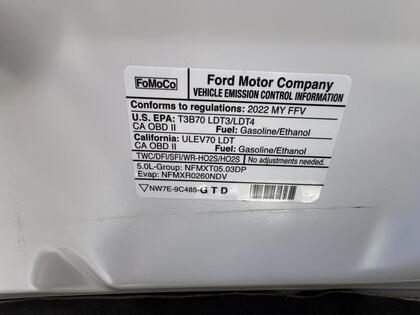 FoMoCo
Ford Motor Company
VEHICLE EMISSION CONTROL INFORMATION
Conforms to regulations: 2022 MY FFV
U.S. EPA: T3B70 LDT3/LDT4
CA OBD II Fuel: Gasoline/Ethanol
California: ULEV70 LDT
CA OBD II Fuel: Gasoline/Ethanol
TWC/DFI/SFI/WR-HO2S/HO2S No adjustments needed.
5.0L-Group: NFMXT05.03DP
Evap: NFMXR0260NDV
NW7E-9C485-G T D